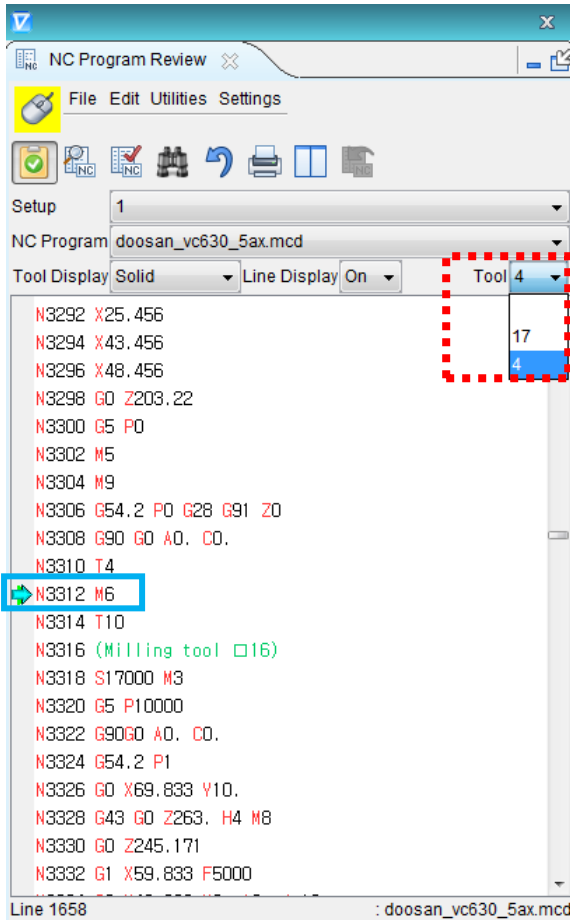 NC Program Review
File Edit Utilities Settings
Setup 1
NC Program doosan_vc630_5ax.mcd
Tool Display Solid Line Display On Tool 4
17
4
N3292 X25.456
N3294 X43.456
N3296 X48.456
N3298 G0 Z203.22
N3300 G5 P0
N3302 M5
N3304 M9
N3306 G54.2 P0 G28 G91 Z0
N3308 G90 G0 A0. C0.
N3310 T4
N3312 M6
N3314 T10
N3316 (Milling tool □16)
N3318 S17000 M3
N3320 G5 P10000
N3322 G90G0 A0. C0.
N3324 G54.2 P1
N3326 G0 X69.833 Y10.
N3328 G43 G0 Z263. H4 M8
N3330 G0 Z245.171
N3332 G1 X59.833 F5000
Line 1658 : doosan_vc630_5ax.mcd